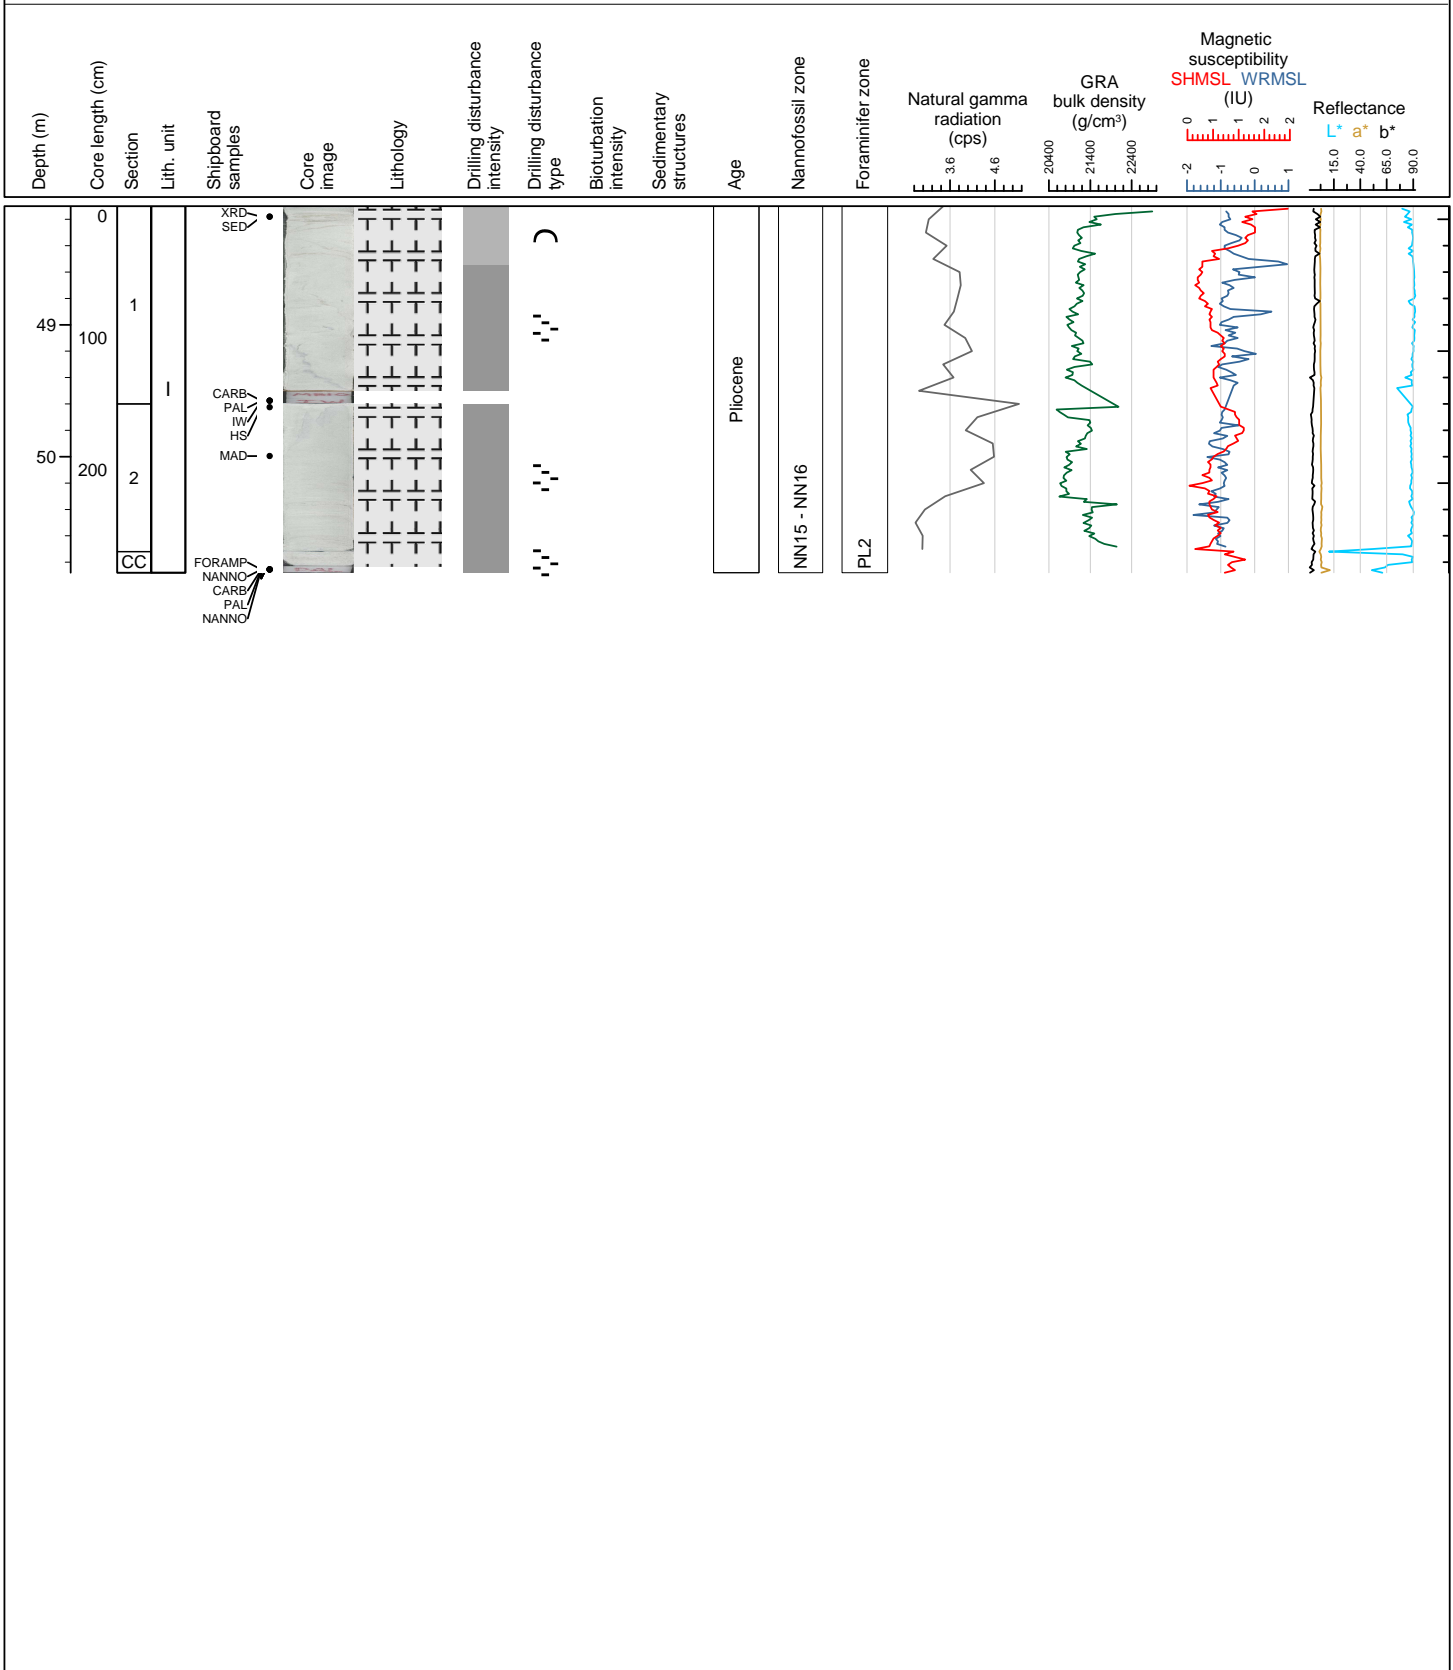 Depth (m)
Core length (cm)
Section
Lith. unit
Shipboard
samples
Core
image
Lithology
Drilling disturbance
intensity
Drilling disturbance
type
Bioturbation
intensity
Sedimentary
structures
Age
Nannofossil zone
Foraminifer zone
Natural gamma
radiation
(cps)
3.6 4.6
GRA
bulk density
(g/cm³)
20400 21400 22400
Magnetic
susceptibility
SHMSL WRMSL
(IU)
0 1 1 2 2
-2 -1 0 1
Reflectance
L* a* b*
15.0 40.0 65.0 90.0
0
XRD
SED
1
49
100
I
Pliocene
CARB
PAL
IW
HS
MAD
50
200
2
NN15 - NN16
PL2
CC
FORAMP
NANNO
CARB
PAL
NANNO